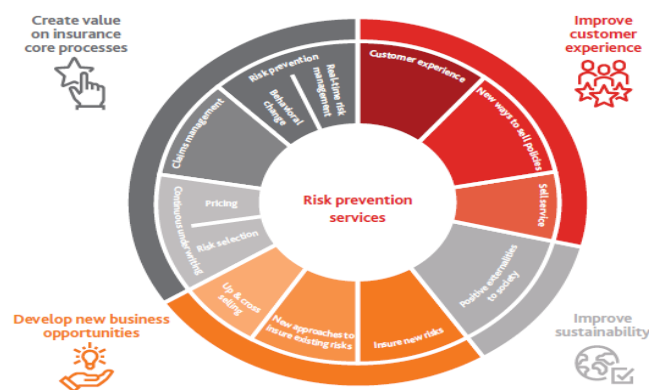 Create value
on insurance
core processes
Improve
customer
experience
Risk prevention
Real-time risk
management
Behavioral
change
Customer experience
New ways to sell policies
Sell service
Positive externalities
to society
Insure new risks
New approaches to
insure existing risks
Up & cross
selling
Continuous underwriting
Risk selection
Pricing
Claims management
Risk prevention
services
Develop new business
opportunities
Improve
sustainability